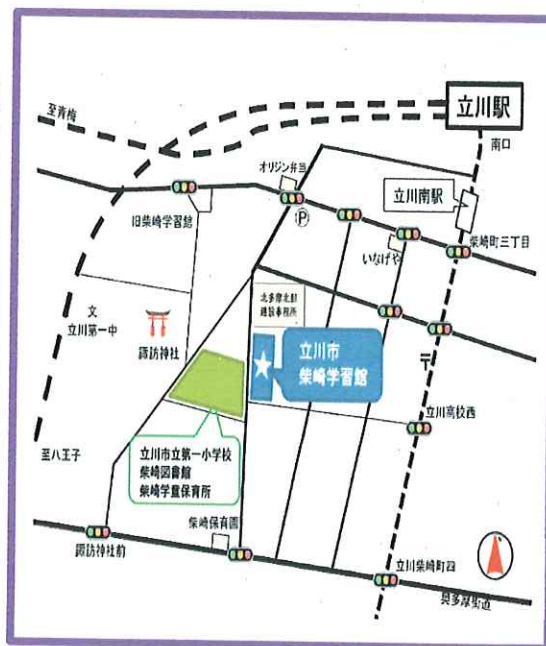 立川駅
至青梅
南口
オリジン弁当
立川南駅
旧柴崎学習館
Ⓟ
柴崎町三丁目
いなげや
北多摩北部
建設事務所
文
立川第一中
諏訪神社
立川市
柴崎学習館
〒
立川高校西
至八王子
立川市立第一小学校
柴崎図書館
柴崎学童保育所
柴崎保育園
諏訪神社前
立川柴崎町四
奥多摩街道